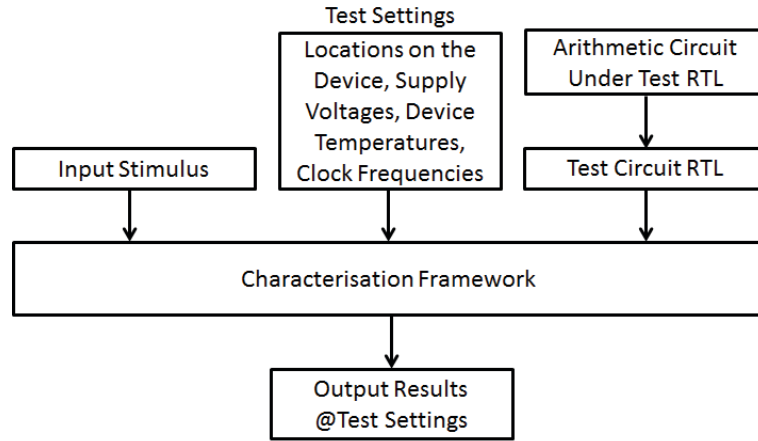 Test Settings
Locations on the
Device, Supply
Voltages, Device
Temperatures,
Clock Frequencies
Arithmetic Circuit
Under Test RTL
Input Stimulus
Test Circuit RTL
Characterisation Framework
Output Results
@Test Settings